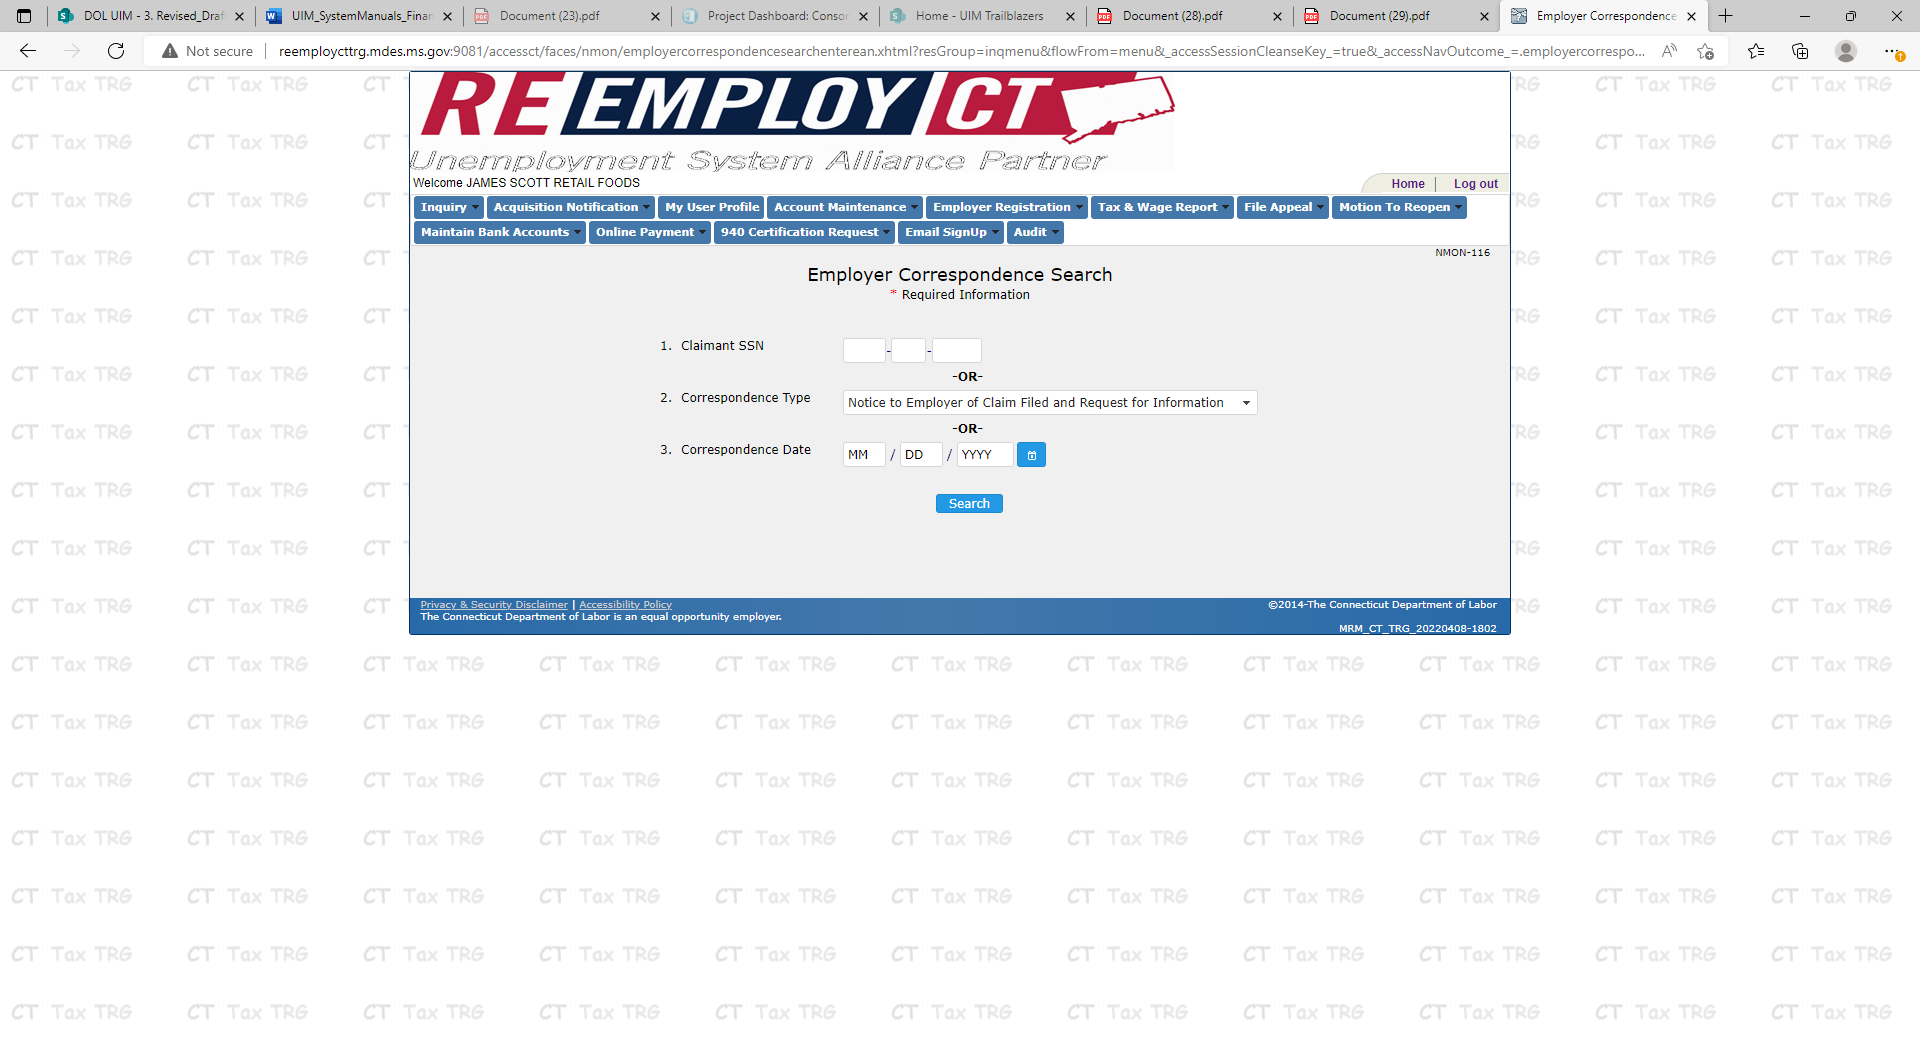 DOL UIM - 3. Revised_Draf
UIM_SystemManuals_Finan
Document (23).pdf
Project Dashboard: Consor
Home - UIM Trailblazers
Document (28).pdf
Document (29).pdf
Employer Correspondence
Not secure
reemploycttrg.mdes.ms.gov:9081/accessct/faces/nmon/employercorrespondencesearchenterean.xhtml?resGroup=inqmenu&flowFrom=menu&_accessSessionCleanseKey_=true&_accessNavOutcome_=.employercorrespo...
REEMPLOYCT
Unemployment System Alliance Partner
Welcome JAMES SCOTT RETAIL FOODS
Home
Log out
Inquiry
Acquisition Notification
My User Profile
Account Maintenance
Employer Registration
Tax & Wage Report
File Appeal
Motion To Reopen
Maintain Bank Accounts
Online Payment
940 Certification Request
Email SignUp
Audit
NMON-116
Employer Correspondence Search
* Required Information
1. Claimant SSN - -
-OR-
2. Correspondence Type Notice to Employer of Claim Filed and Request for Information
-OR-
3. Correspondence Date MM / DD / YYYY
Search
Privacy & Security Disclaimer | Accessibility Policy
The Connecticut Department of Labor is an equal opportunity employer.
©2014-The Connecticut Department of Labor
MRM_CT_TRG_20220408-1802
CT Tax TRG